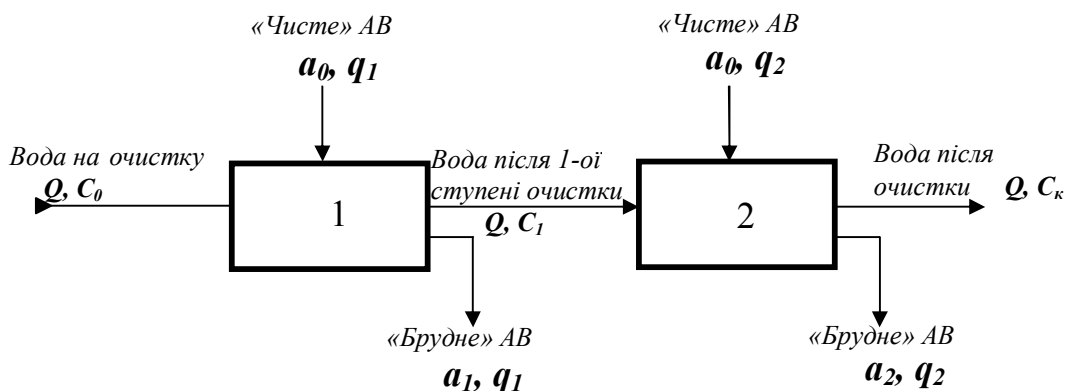 «Чисте» АВ
a0, q1
«Чисте» АВ
a0, q2
Вода на очистку
Q, C0
1
Вода після 1-ої
ступені очистки
Q, C1
2
Вода після
очистки
Q, Cк
«Брудне» АВ
a1, q1
«Брудне» АВ
a2, q2